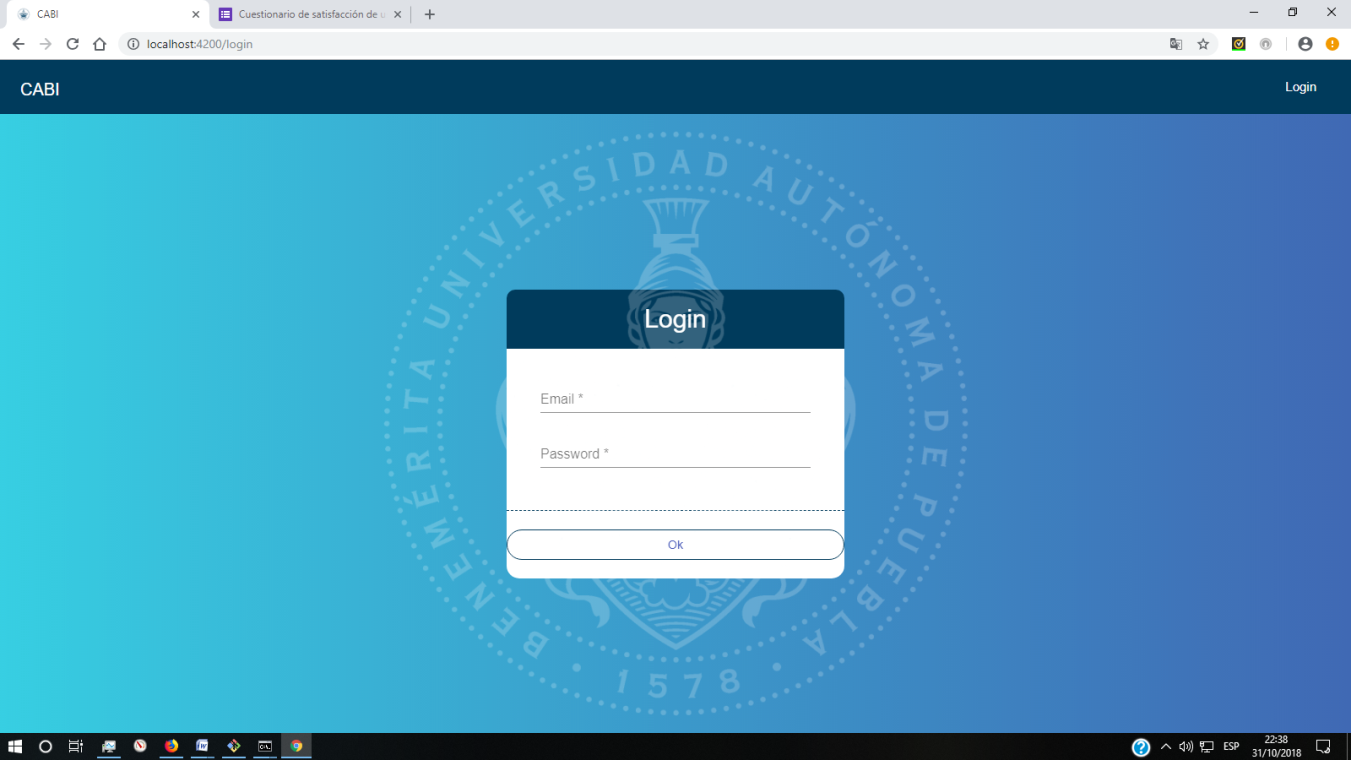 CABI
Cuestionario de satisfacción de u
localhost:4200/login
CABI
Login
BENEMÉRITA UNIVERSIDAD AUTÓNOMA DE PUEBLA
1578
Login
Email *
Password *
Ok
ESP
22:38
31/10/2018